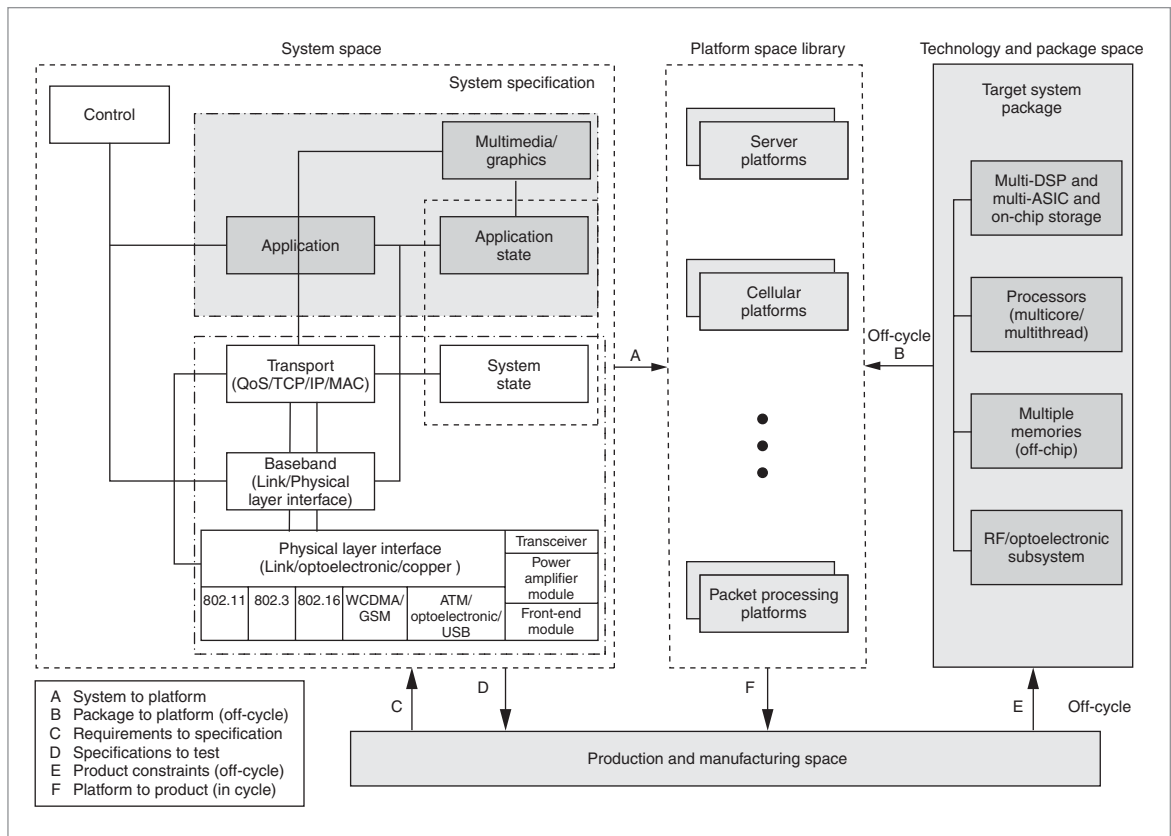 System space
Platform space library
Technology and package space
System specification
Control
Multimedia/
graphics
Application
Application
state
Transport
(QoS/TCP/IP/MAC)
System
state
Baseband
(Link/Physical
layer interface)
Physical layer interface
(Link/optoelectronic/copper )
Transceiver
Power
amplifier
module
Front-end
module
802.11
802.3
802.16
WCDMA/
GSM
ATM/
optoelectronic/
USB
A
Server
platforms
Cellular
platforms
Packet processing
platforms
Off-cycle
B
Target system
package
Multi-DSP and
multi-ASIC and
on-chip storage
Processors
(multicore/
multithread)
Multiple
memories
(off-chip)
RF/optoelectronic
subsystem
C
D
F
E
Off-cycle
Production and manufacturing space
A System to platform
B Package to platform (off-cycle)
C Requirements to specification
D Specifications to test
E Product constraints (off-cycle)
F Platform to product (in cycle)